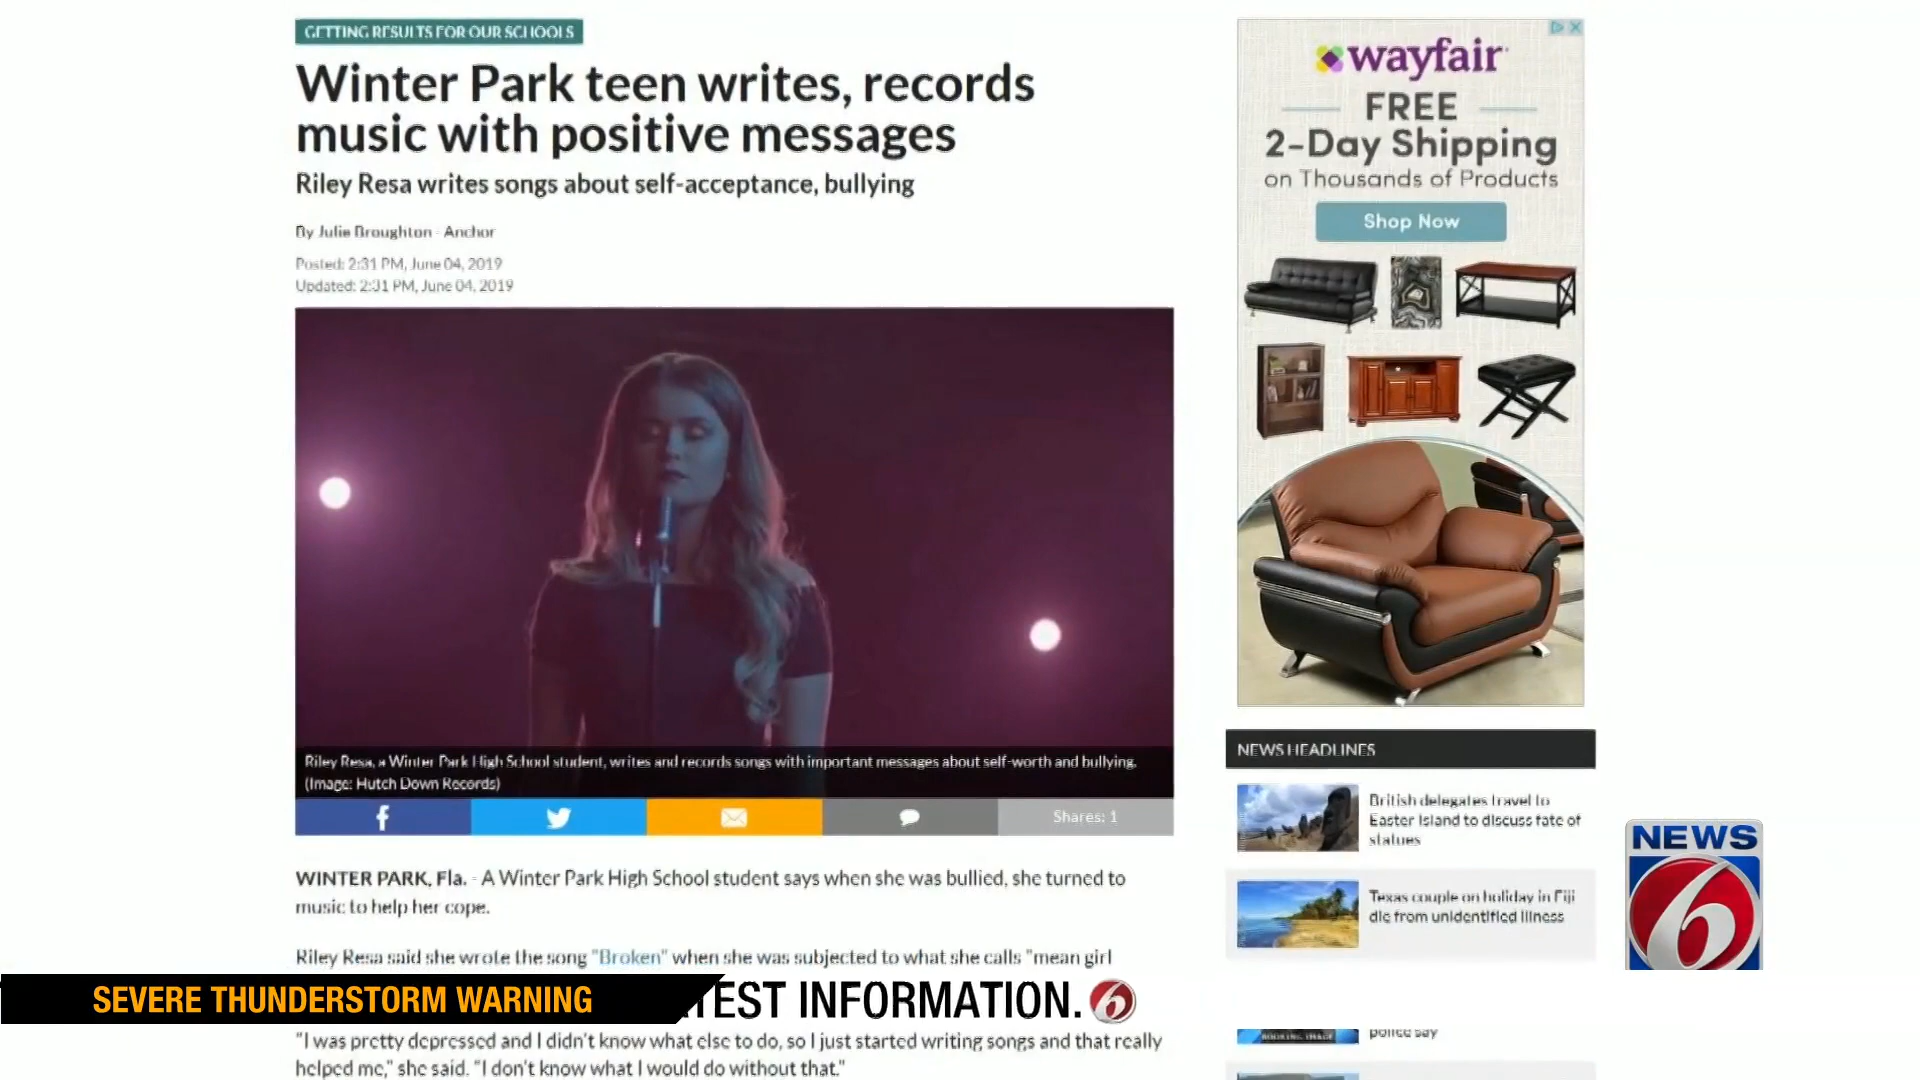 GETTING RESULTS FOR OUR SCHOOLS
Winter Park teen writes, records
music with positive messages
Riley Resa writes songs about self-acceptance, bullying
By Julie Broughton - Anchor
Posted: 2:31 PM, June 04, 2019
Updated: 2:31 PM, June 04, 2019
Riley Resa, a Winter Park High School student, writes and records songs with important messages about self-worth and bullying.
(Image: Hutch Down Records)
Shares: 1
WINTER PARK, Fla. - A Winter Park High School student says when she was bullied, she turned to
music to help her cope.
Riley Resa said she wrote the song "Broken" when she was subjected to what she calls "mean girl
"I was pretty depressed and I didn't know what else to do, so I just started writing songs and that really
helped me," she said. "I don't know what I would do without that."
wayfair
FREE
2-Day Shipping
on Thousands of Products
Shop Now
NEWS HEADLINES
British delegates travel to
Easter Island to discuss fate of
statues
Texas couple on holiday in Fiji
die from unidentified illness
BOOKING IMAGE
police say
NEWS
6
SEVERE THUNDERSTORM WARNING
TEST INFORMATION.
6